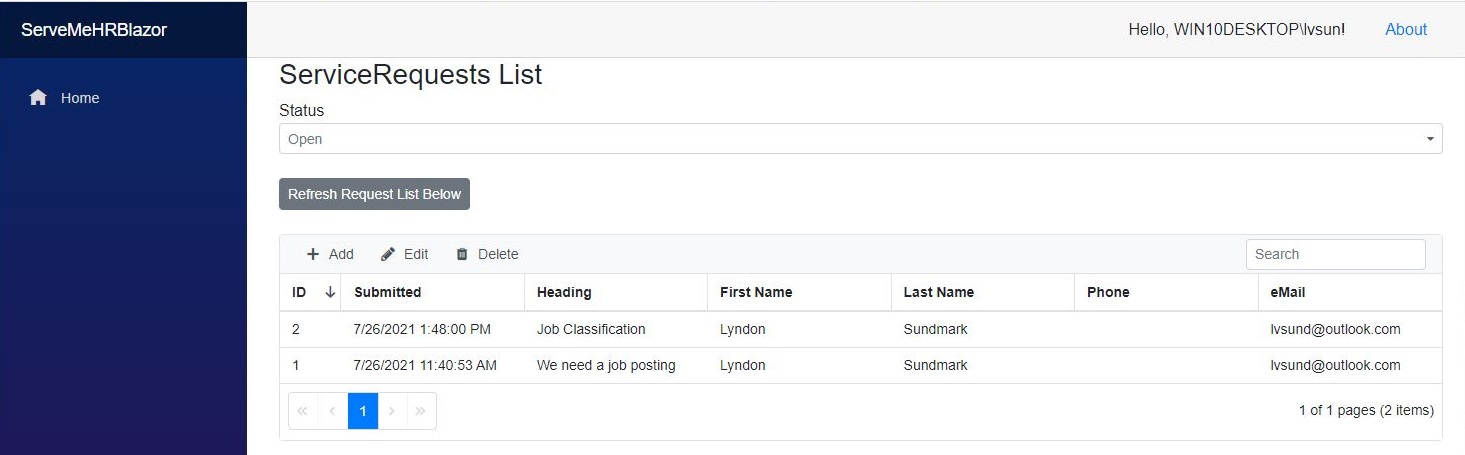 ServeMeHRBlazor
Hello, WIN10DESKTOP\lvsun! About
Home
ServiceRequests List
Status
Open
Refresh Request List Below
Add Edit Delete Search
ID Submitted Heading First Name Last Name Phone eMail
2 7/26/2021 1:48:00 PM Job Classification Lyndon Sundmark lvsund@outlook.com
1 7/26/2021 11:40:53 AM We need a job posting Lyndon Sundmark lvsund@outlook.com
« ‹ 1 › » 1 of 1 pages (2 items)